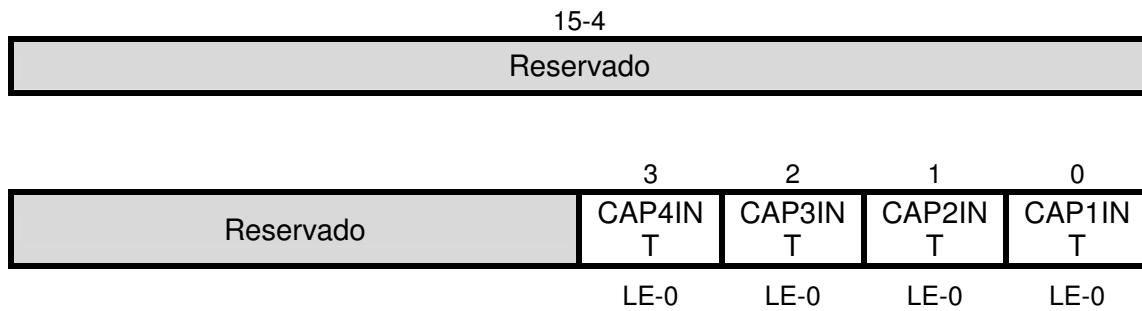 15-4
Reservado
3 2 1 0
Reservado CAP4IN CAP3IN CAP2IN CAP1IN
T T T T
LE-0 LE-0 LE-0 LE-0